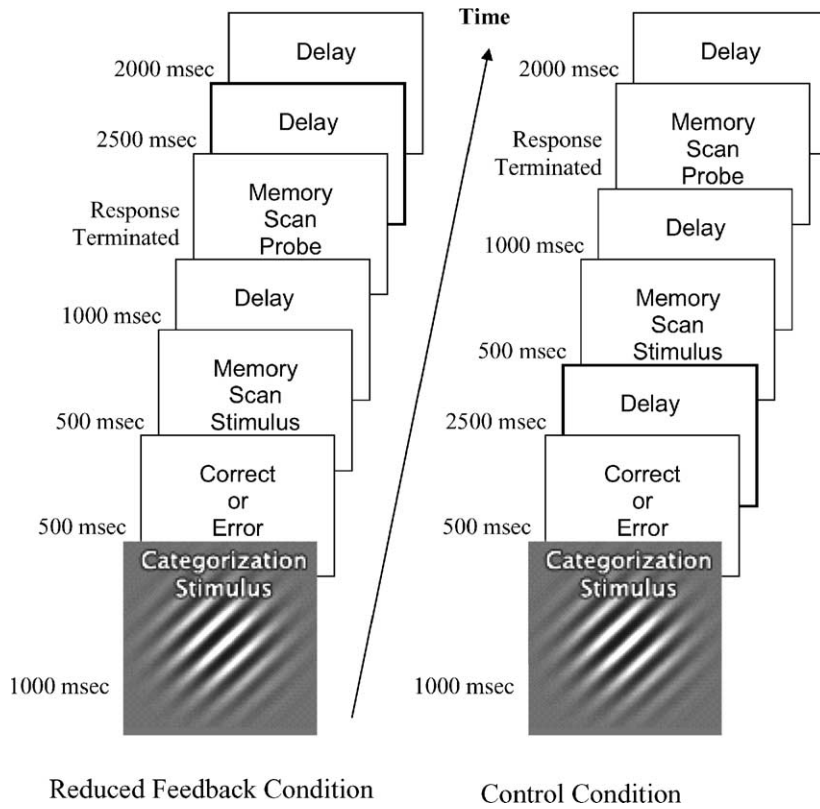 Time
Delay
2000 msec
Delay
2500 msec
Memory
Scan
Probe
Response
Terminated
Delay
1000 msec
Memory
Scan
Stimulus
500 msec
Correct
or
Error
500 msec
Categorization
Stimulus
1000 msec
Reduced Feedback Condition
Delay
2000 msec
Memory
Scan
Probe
Response
Terminated
Delay
1000 msec
Memory
Scan
Stimulus
500 msec
Delay
2500 msec
Correct
or
Error
500 msec
Categorization
Stimulus
1000 msec
Control Condition